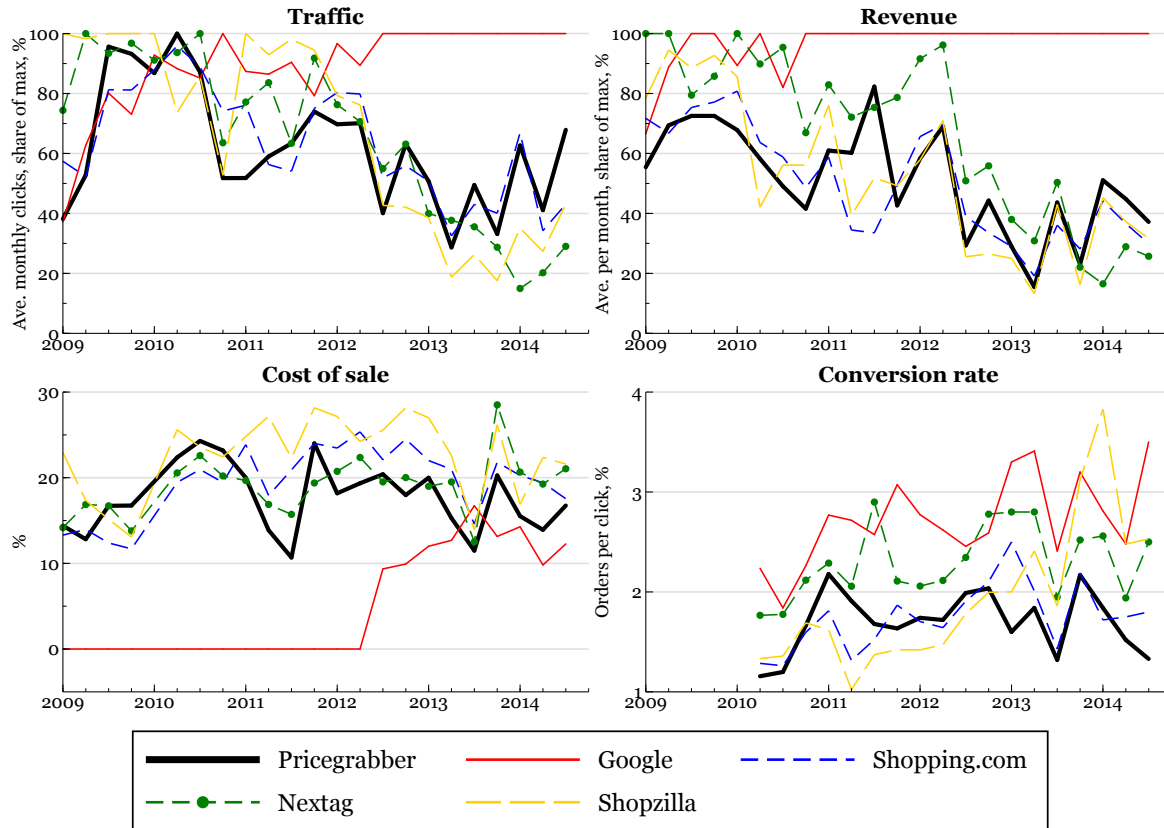 Traffic
Ave. monthly clicks, share of max, %
100
80
60
40
20
0
2009 2010 2011 2012 2013 2014
Revenue
Ave. per month, share of max, %
100
80
60
40
20
0
2009 2010 2011 2012 2013 2014
Cost of sale
%
30
20
10
0
2009 2010 2011 2012 2013 2014
Conversion rate
Orders per click, %
4
3
2
1
2009 2010 2011 2012 2013 2014
Pricegrabber Google Shopping.com
Nextag Shopzilla